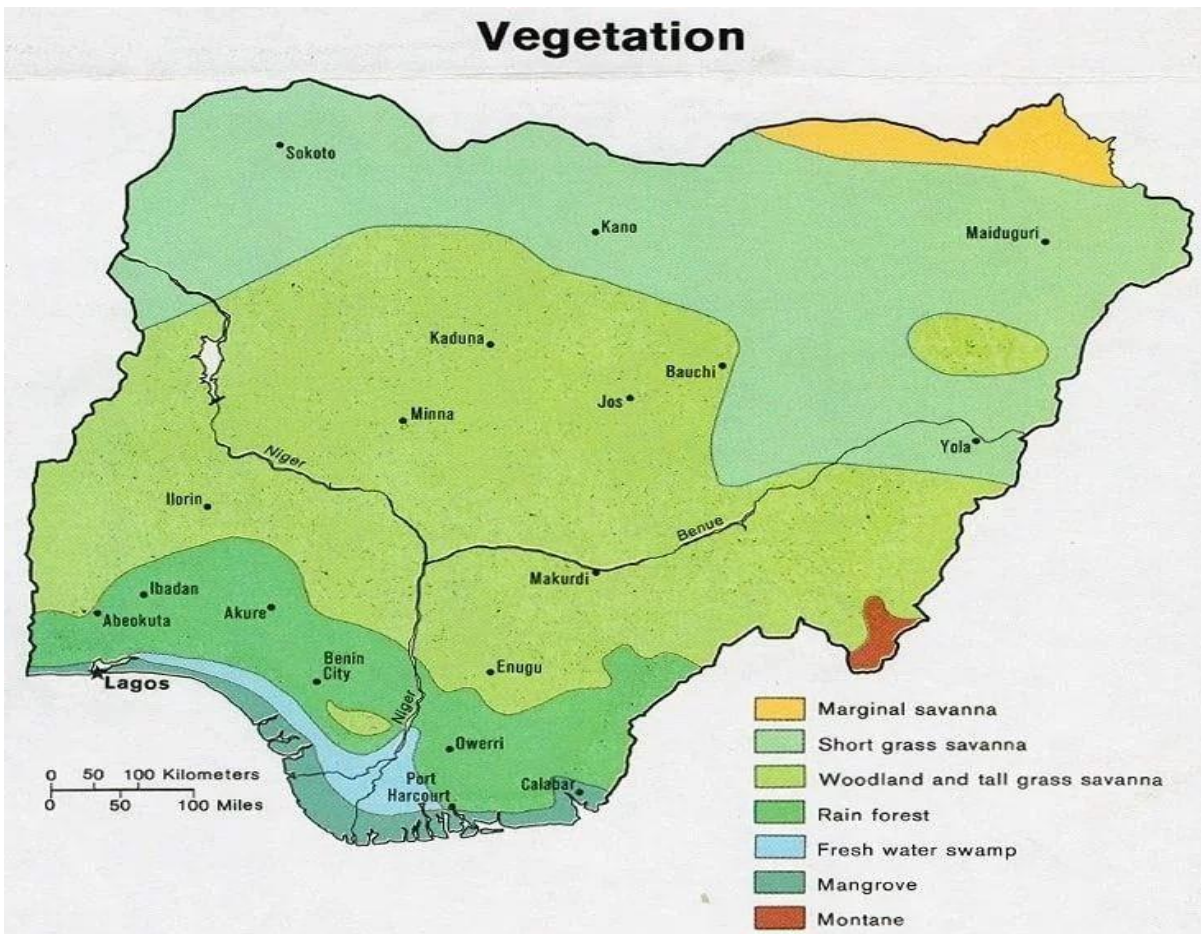 Vegetation
Sokoto
Kano
Maiduguri
Kaduna
Bauchi
Jos
Minna
Yola
Niger
Ilorin
Benue
Makurdi
Ibadan
Abeokuta
Akure
Benin
City
Enugu
Lagos
Niger
Owerri
Port
Harcourt
Calabar
0 50 100 Kilometers
0 50 100 Miles
Marginal savanna
Short grass savanna
Woodland and tall grass savanna
Rain forest
Fresh water swamp
Mangrove
Montane